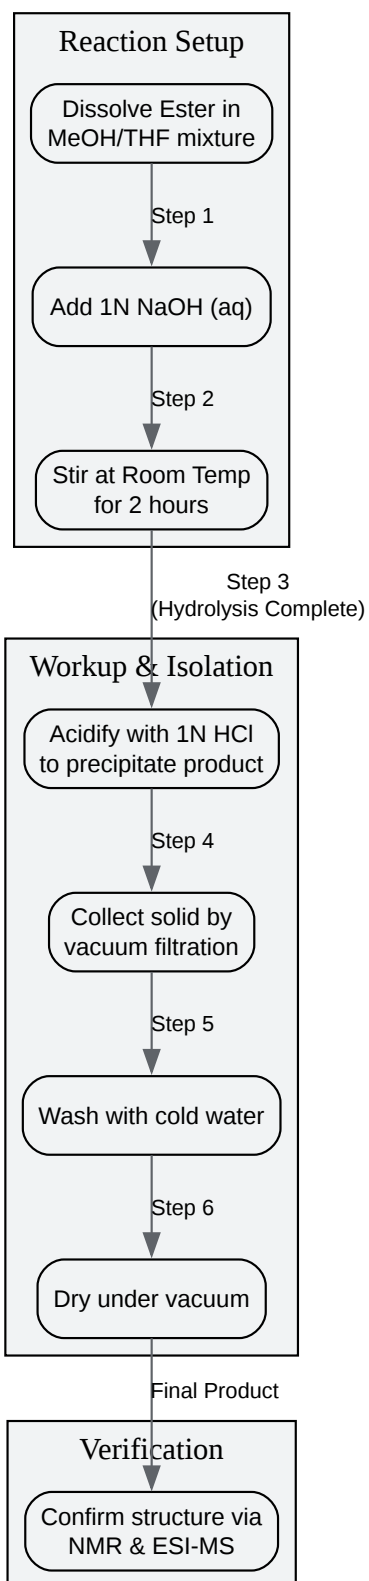 Reaction Setup
Dissolve Ester in
MeOH/THF mixture
Step 1
Add 1N NaOH (aq)
Step 2
Stir at Room Temp
for 2 hours
Step 3
(Hydrolysis Complete)
Workup & Isolation
Acidify with 1N HCl
to precipitate product
Step 4
Collect solid by
vacuum filtration
Step 5
Wash with cold water
Step 6
Dry under vacuum
Final Product
Verification
Confirm structure via
NMR & ESI-MS